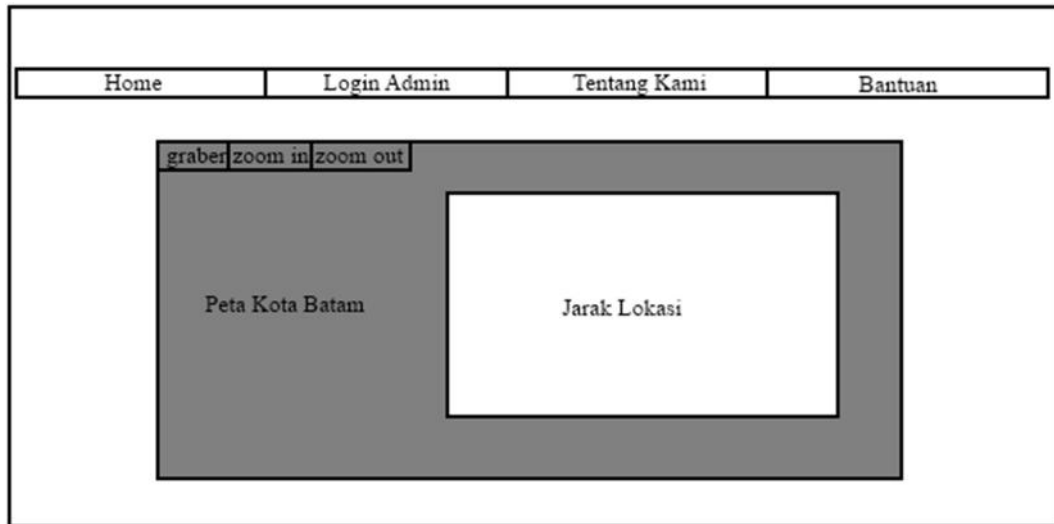 Home Login Admin Tentang Kami Bantuan
graber zoom in zoom out
Peta Kota Batam
Jarak Lokasi